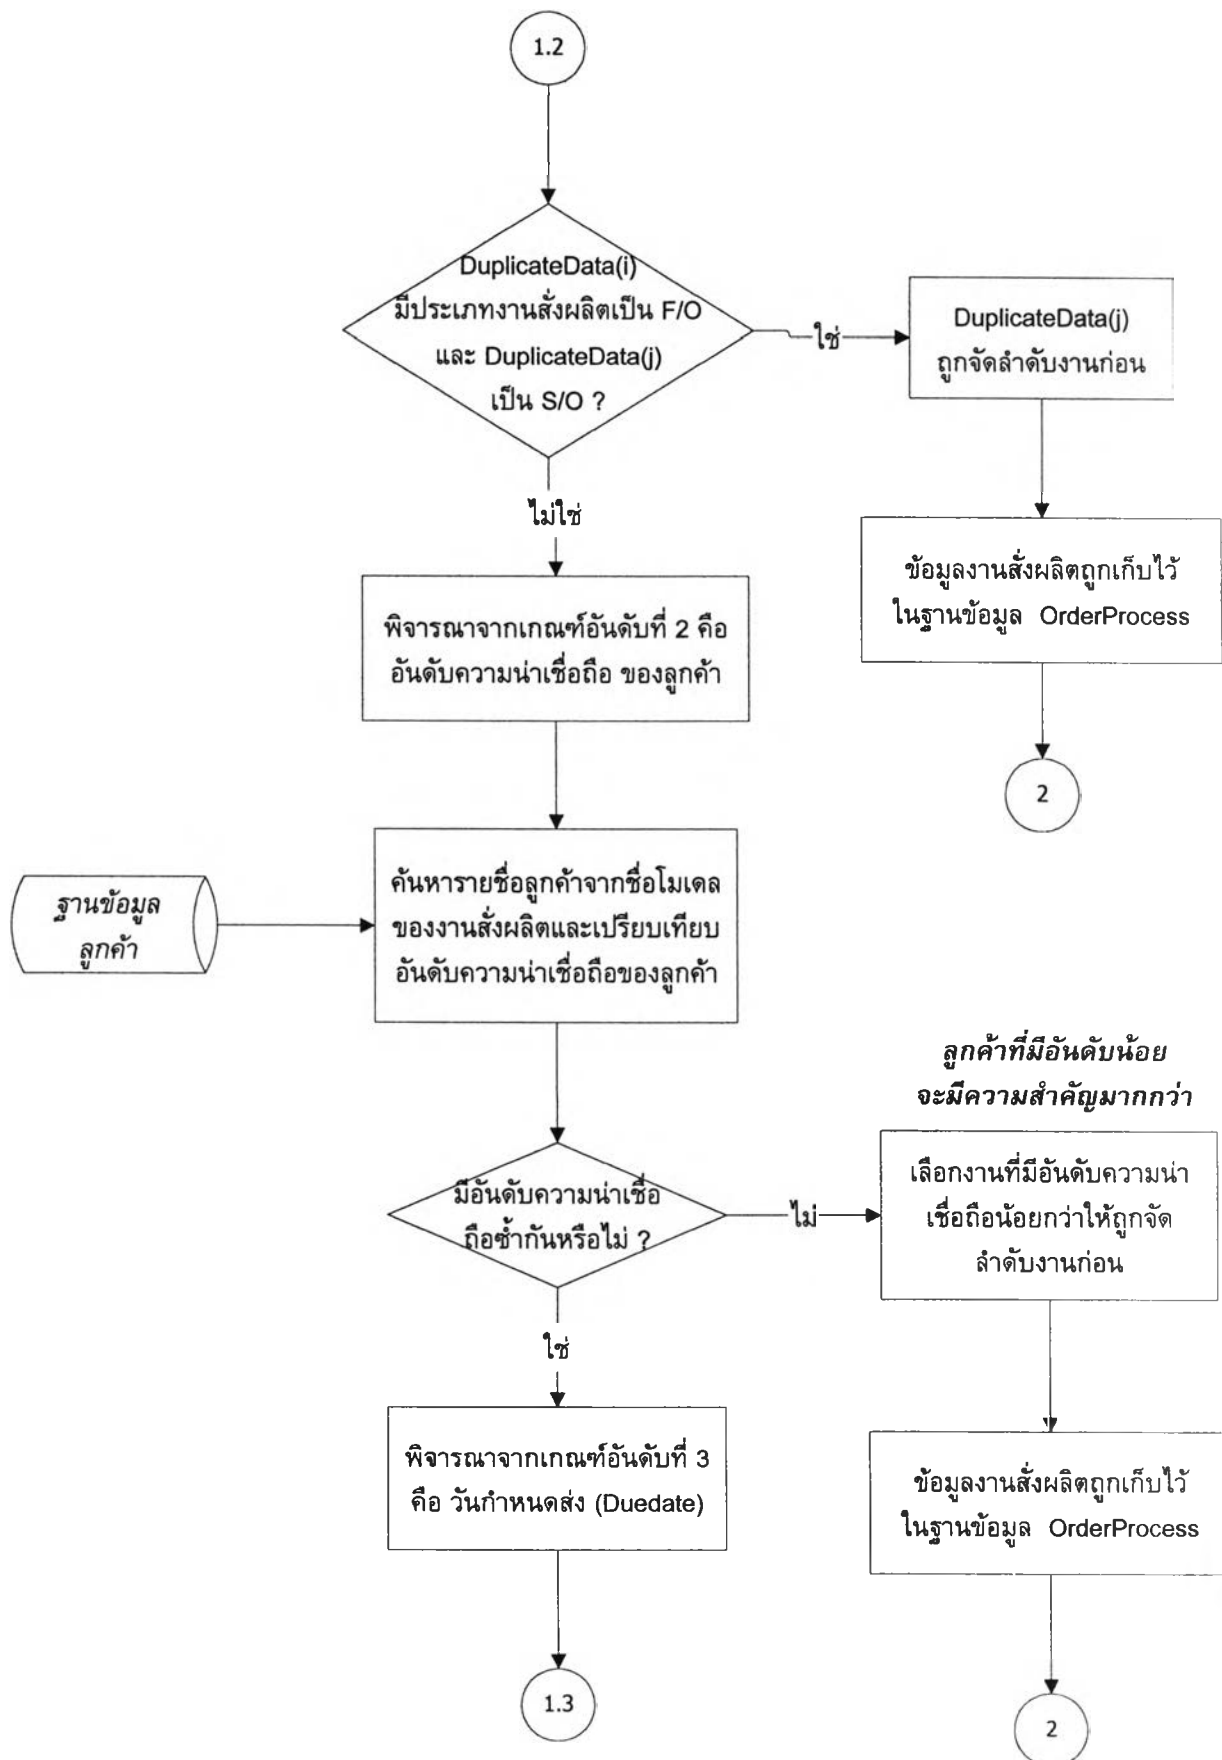 1.2
DuplicateData(i)
มีประเภทงานสั่งผลิตเป็น F/O
และ DuplicateData(j)
เป็น S/O ?
ใช่
DuplicateData(j)
ถูกจัดลำดับงานก่อน
ไม่ใช่
ข้อมูลงานสั่งผลิตถูกเก็บไว้
ในฐานข้อมูล OrderProcess
พิจารณาจากเกณฑ์อันดับที่ 2 คือ
อันดับความน่าเชื่อถือ ของลูกค้า
2
ฐานข้อมูล
ลูกค้า
ค้นหารายชื่อลูกค้าจากชื่อโมเดล
ของงานสั่งผลิตและเปรียบเทียบ
อันดับความน่าเชื่อถือของลูกค้า
ลูกค้าที่มีอันดับน้อย
จะมีความสำคัญมากกว่า
มีอันดับความน่าเชื่อ
ถือซ้ำกันหรือไม่ ?
ไม่
เลือกงานที่มีอันดับความน่า
เชื่อถือน้อยกว่าให้ถูกจัด
ลำดับงานก่อน
ใช่
พิจารณาจากเกณฑ์อันดับที่ 3
คือ วันกำหนดส่ง (Duedate)
ข้อมูลงานสั่งผลิตถูกเก็บไว้
ในฐานข้อมูล OrderProcess
1.3
2